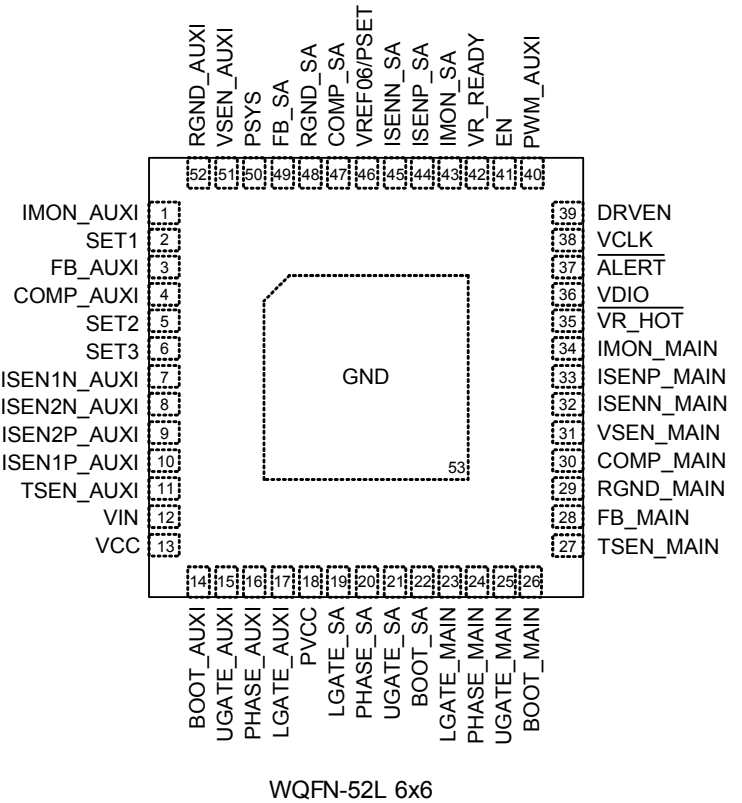 RGND_AUXI
VSEN_AUXI
PSYS
FB_SA
RGND_SA
COMP_SA
VREF06/PSET
ISENN_SA
ISENP_SA
IMON_SA
VR_READY
EN
PWM_AUXI
52 51 50 49 48 47 46 45 44 43 42 41 40
IMON_AUXI 1 39 DRVEN
SET1 2 38 VCLK
FB_AUXI 3 37 ALERT
COMP_AUXI 4 36 VDIO
SET2 5 35 VR_HOT
SET3 6 34 IMON_MAIN
ISEN1N_AUXI 7 33 ISENP_MAIN
ISEN2N_AUXI 8 32 ISENN_MAIN
ISEN2P_AUXI 9 31 VSEN_MAIN
ISEN1P_AUXI 10 30 COMP_MAIN
TSEN_AUXI 11 29 RGND_MAIN
VIN 12 28 FB_MAIN
VCC 13 27 TSEN_MAIN
GND
53
14 15 16 17 18 19 20 21 22 23 24 25 26
BOOT_AUXI
UGATE_AUXI
PHASE_AUXI
LGATE_AUXI
PVCC
LGATE_SA
PHASE_SA
UGATE_SA
BOOT_SA
LGATE_MAIN
PHASE_MAIN
UGATE_MAIN
BOOT_MAIN
WQFN-52L 6x6